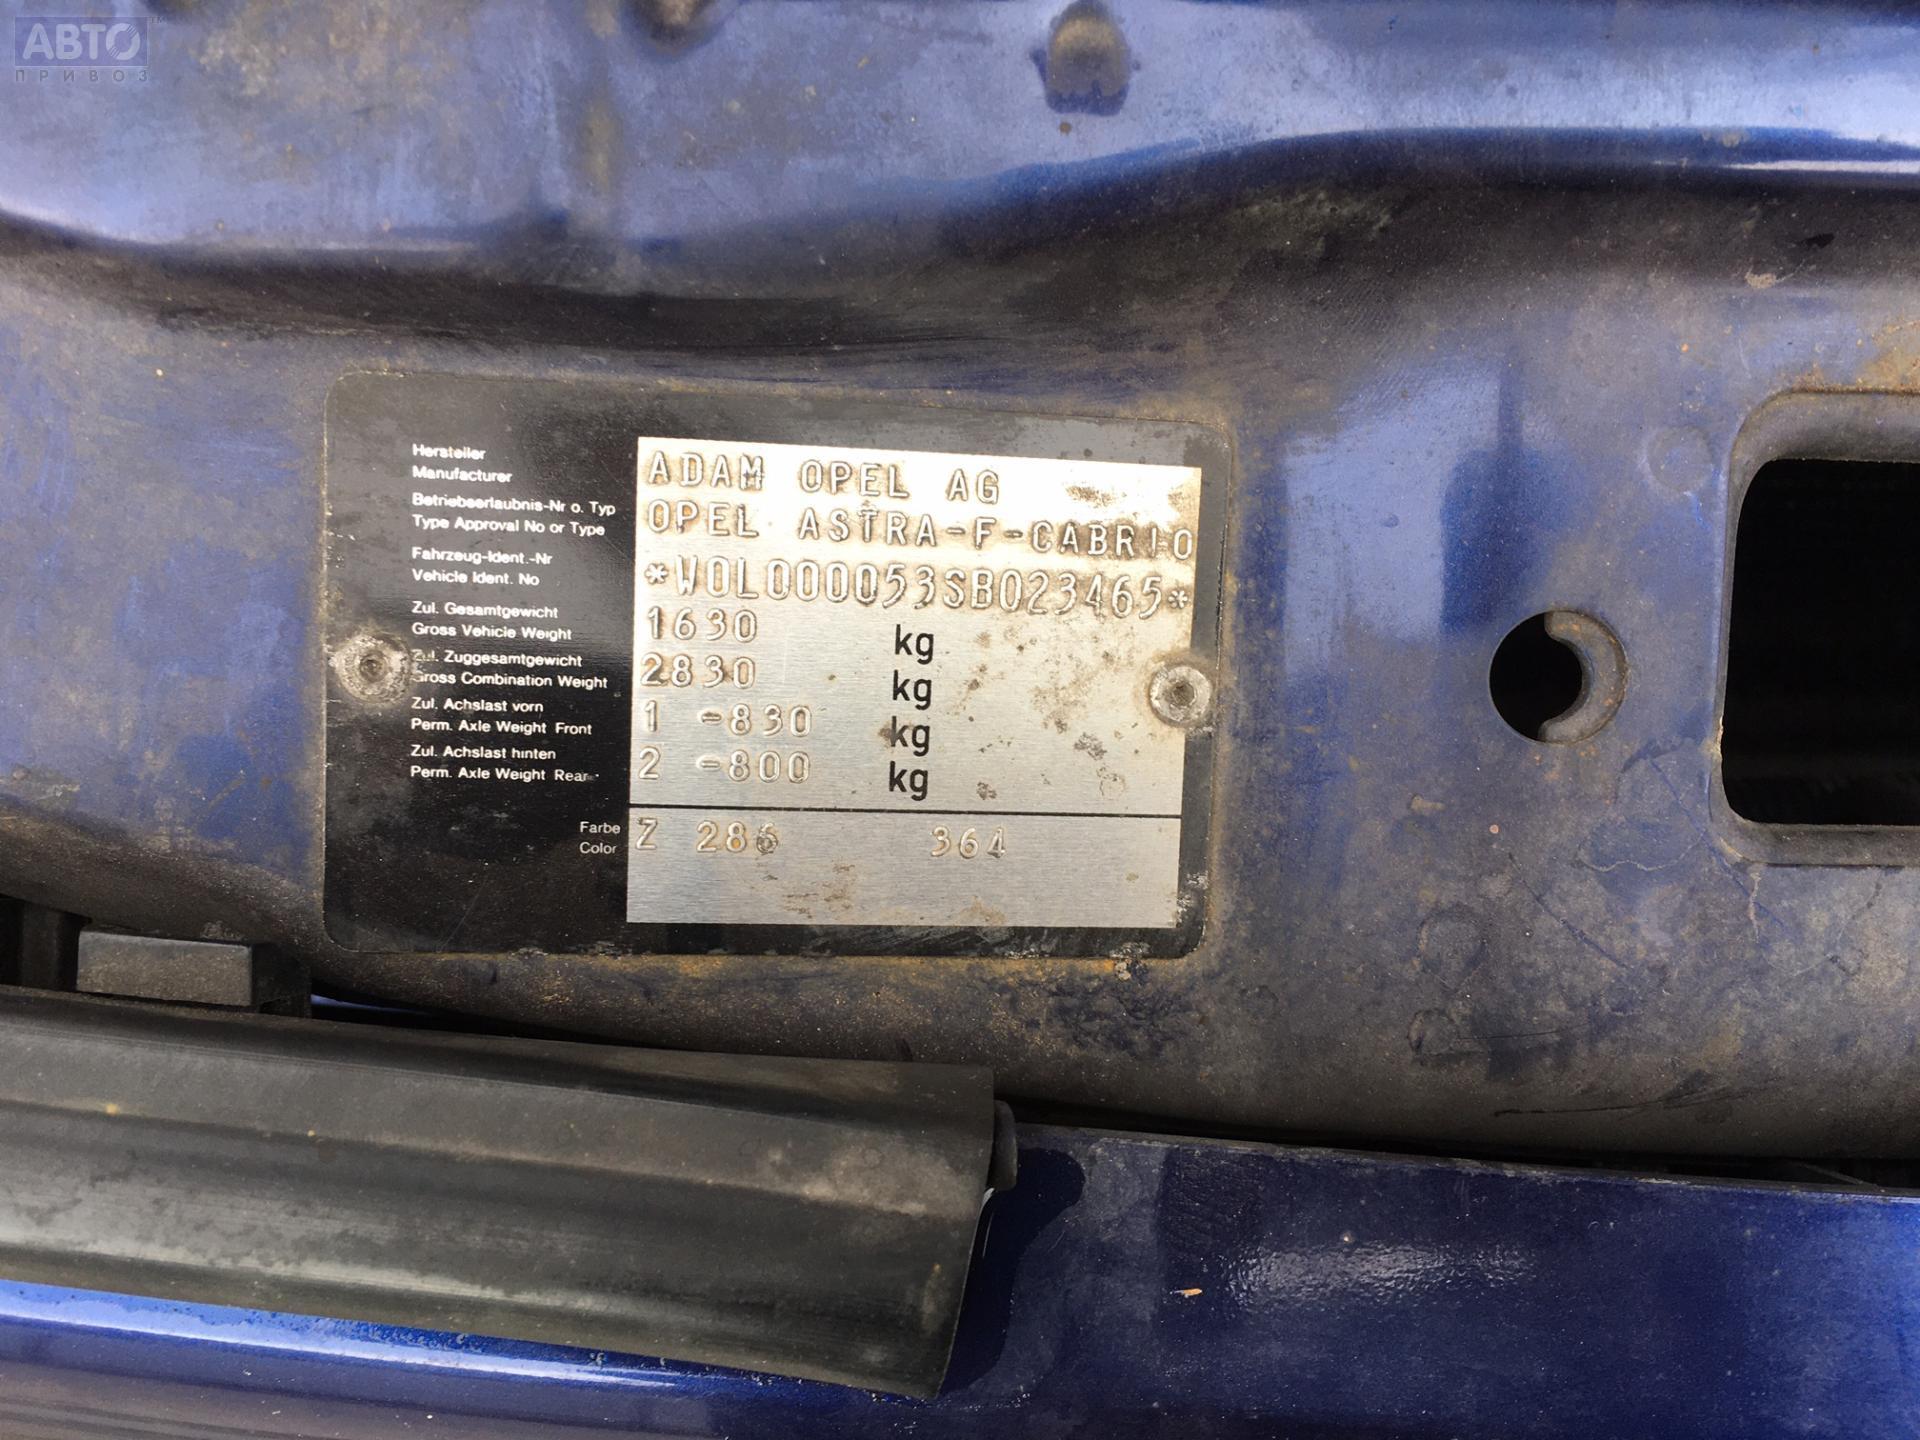 АВТО™
ПРИВОЗ
Hersteller
Manufacturer
ADAM OPEL AG
Betriebserlaubnis-Nr o. Typ
Type Approval No or Type
OPEL ASTRA-F-CABRIO
Fahrzeug-Ident.-Nr
Vehicle Ident. No
*W0L000053SB023465*
Zul. Gesamtgewicht
Gross Vehicle Weight
1630 kg
Zul. Zuggesamtgewicht
Gross Combination Weight
2830 kg
Zul. Achslast vorn
Perm. Axle Weight Front
1 -830 kg
Zul. Achslast hinten
Perm. Axle Weight Rear
2 -800 kg
Farbe
Color
Z 286 364